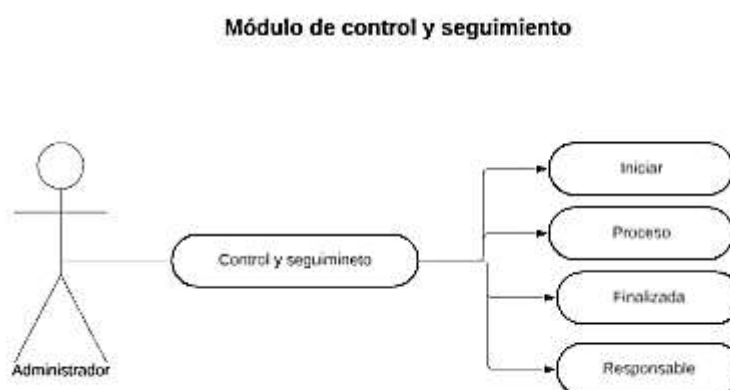 Módulo de control y seguimiento
Iniciar
Proceso
Control y seguimineto
Finalizada
Responsable
Administrador